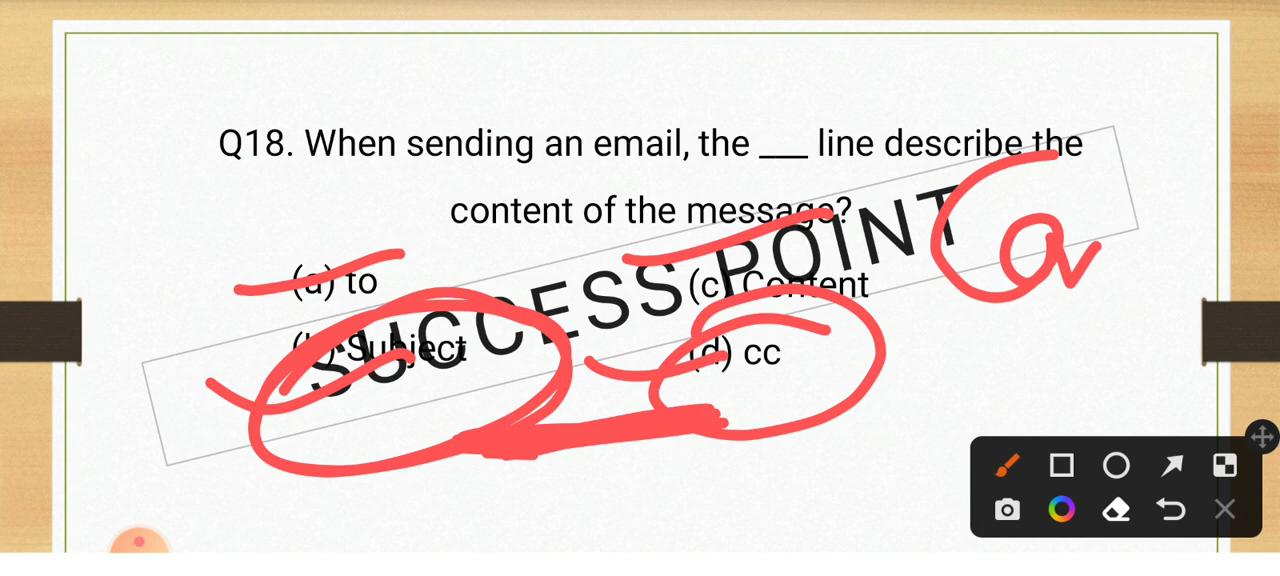 Q18. When sending an email, the ___ line describe the
content of the message?
(a) to
(c) Content
(b) Subject
(d) cc
SUCCESS POINT
a